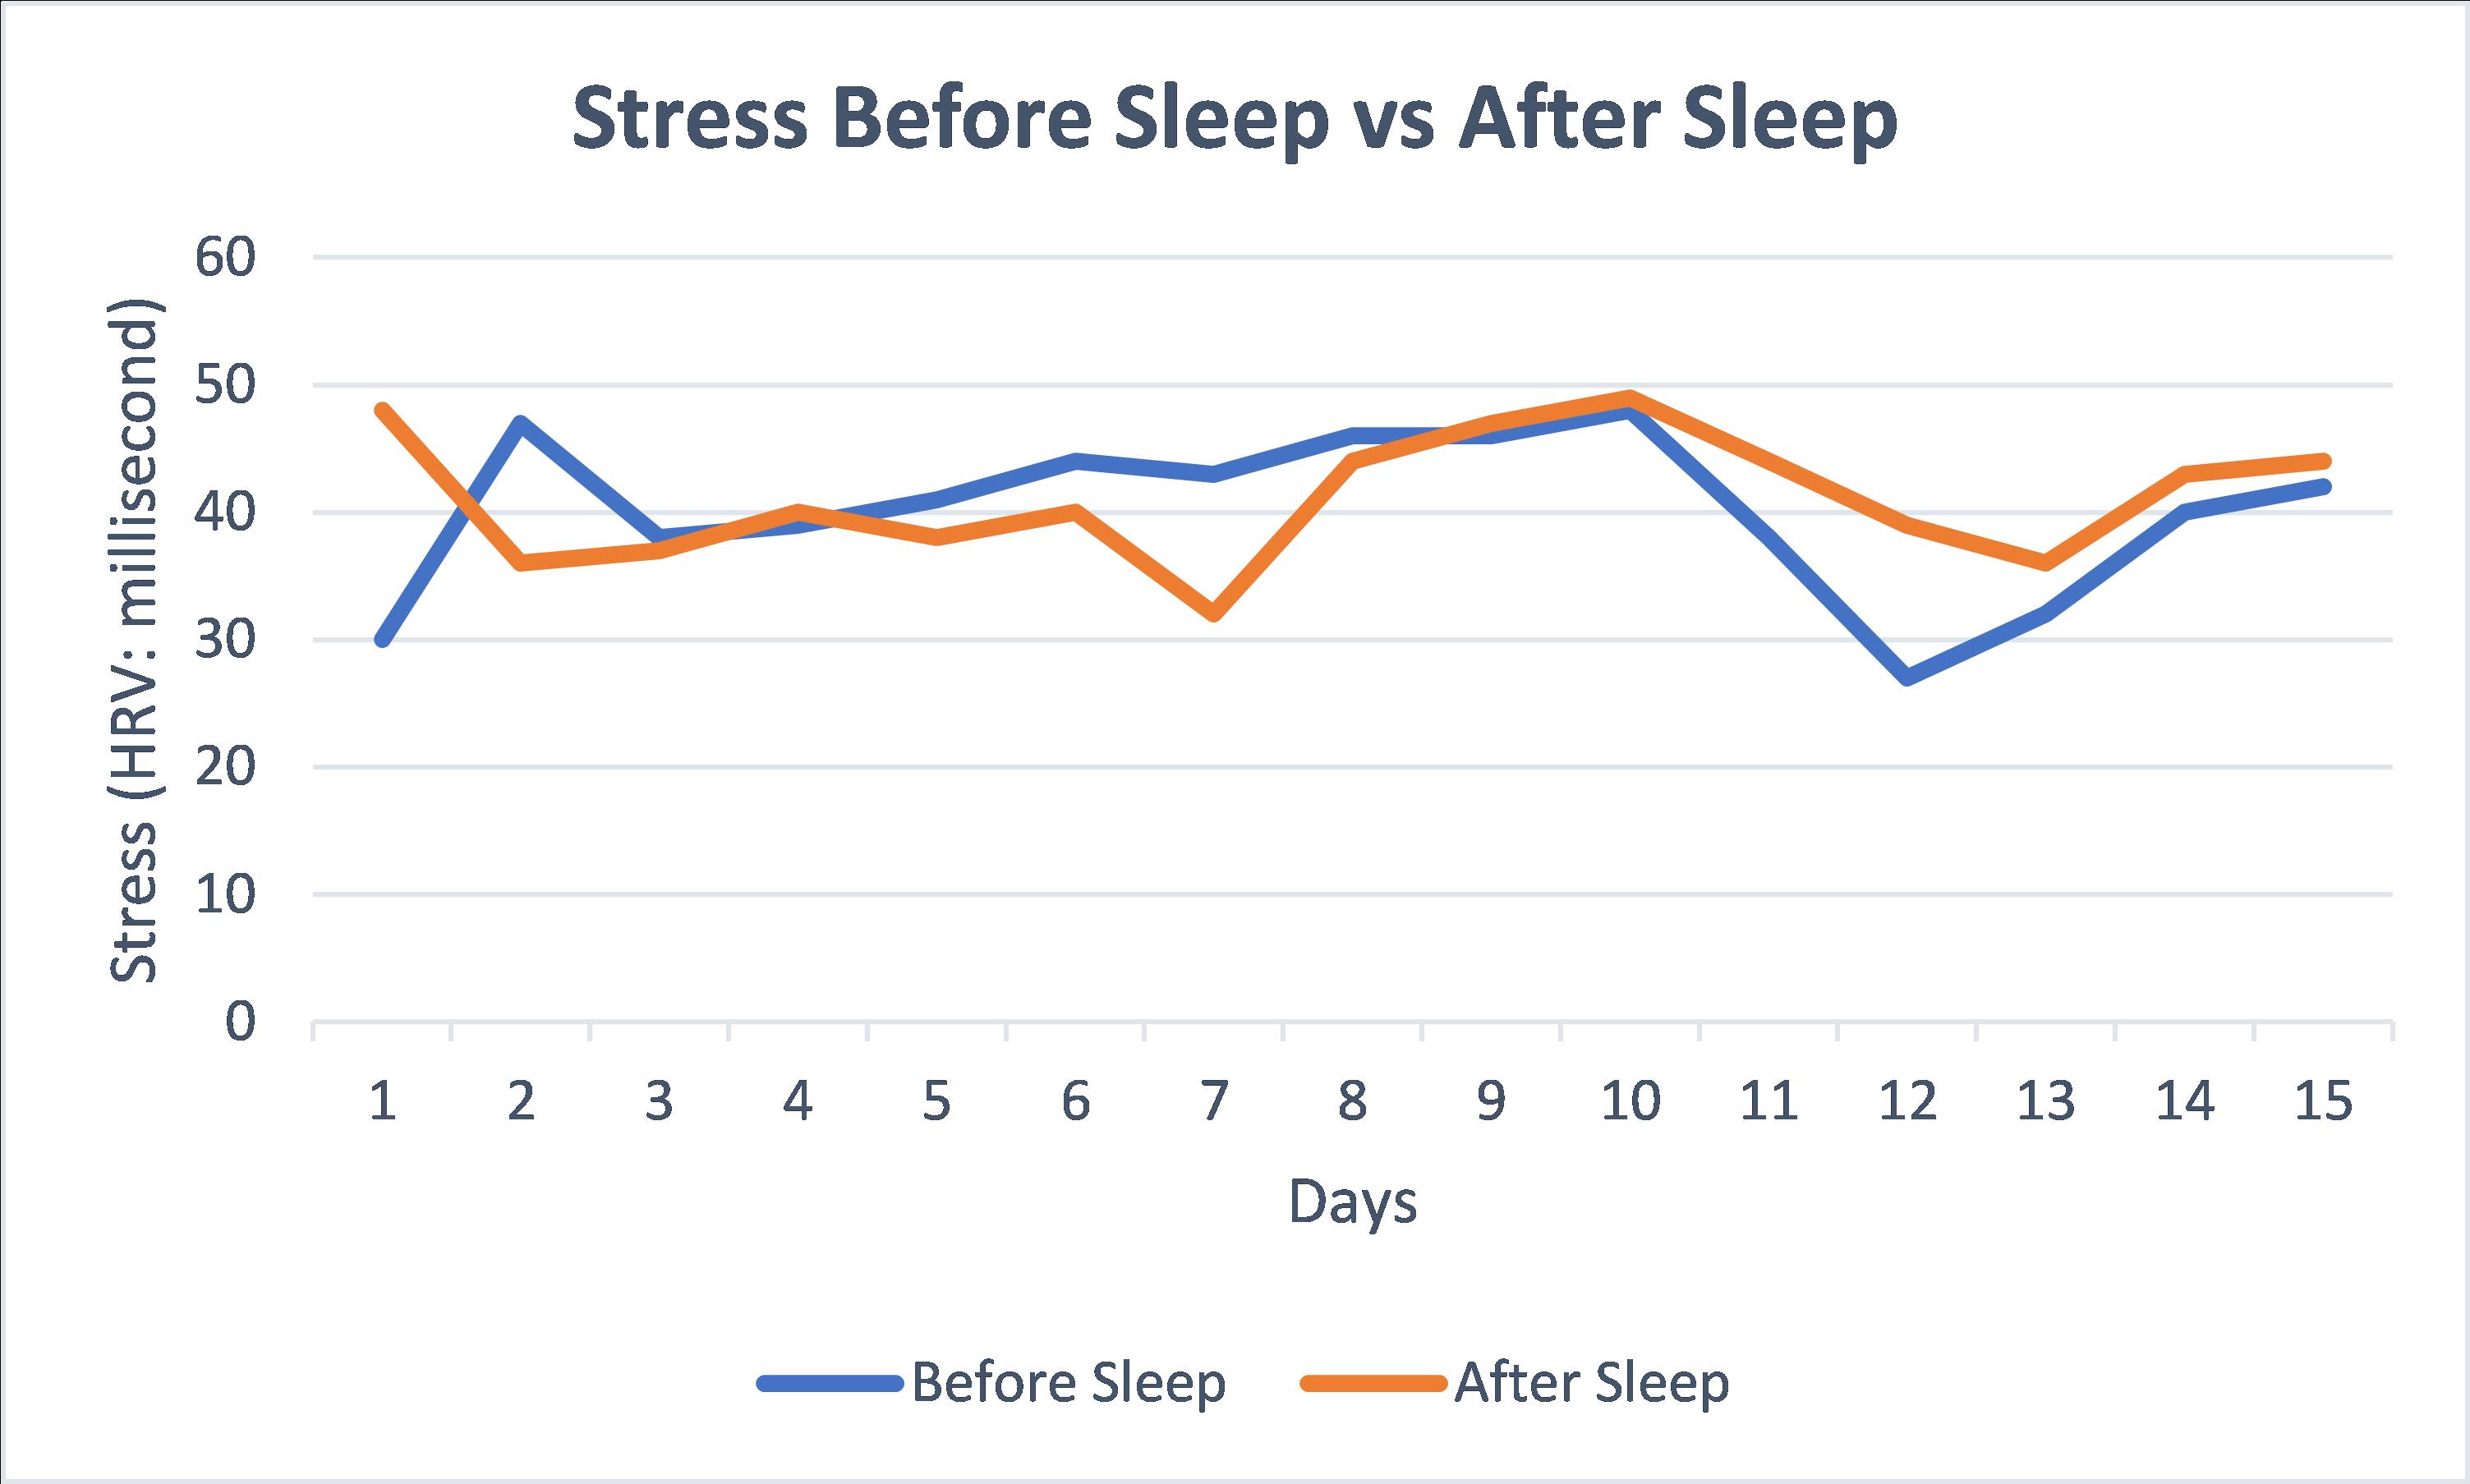 Stress Before Sleep vs After Sleep
Stress (HRV: millisecond)
60
50
40
30
20
10
0
1 2 3 4 5 6 7 8 9 10 11 12 13 14 15
Days
Before Sleep After Sleep